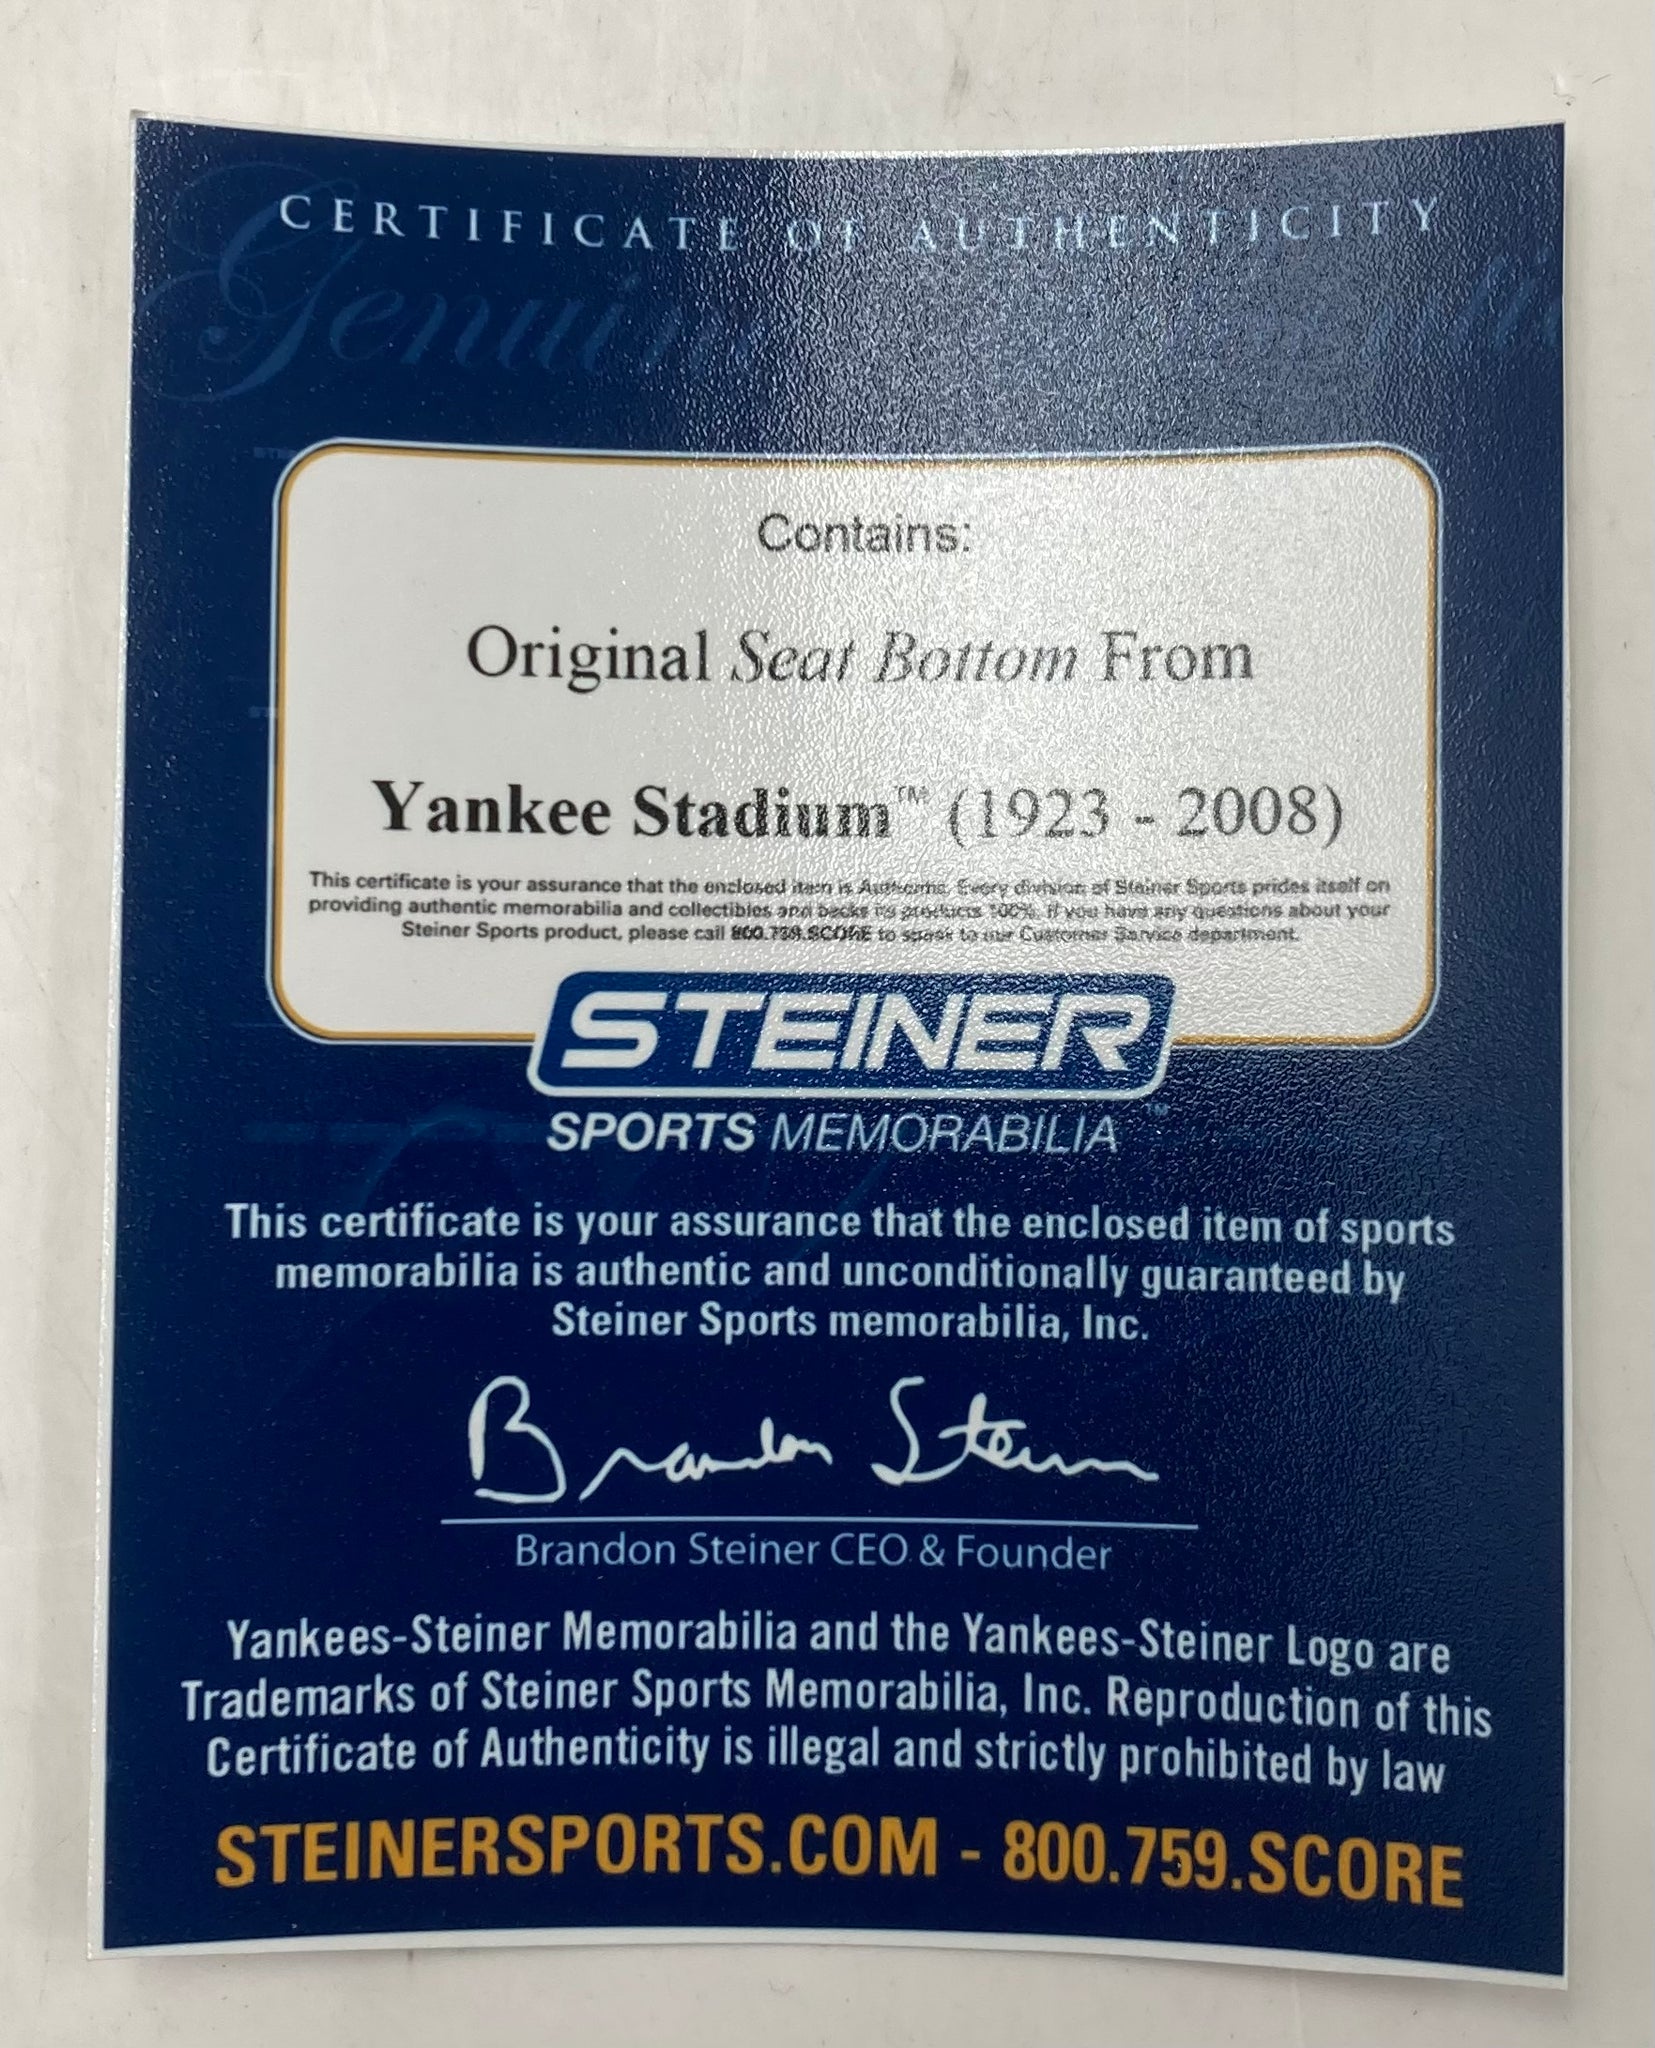 CERTIFICATE OF AUTHENTICITY
Contains:
Original Seat Bottom From
Yankee Stadium™ (1923 - 2008)
This certificate is your assurance that the enclosed item is Authentic. Every division of Steiner Sports prides itself on
providing authentic memorabilia and collectibles and backs its products 100%. If you have any questions about your
Steiner Sports product, please call 800.759.SCORE to speak to our Customer Service department.
STEINER
SPORTS MEMORABILIA™
This certificate is your assurance that the enclosed item of sports
memorabilia is authentic and unconditionally guaranteed by
Steiner Sports memorabilia, Inc.
Brandon Steiner
Brandon Steiner CEO & Founder
Yankees-Steiner Memorabilia and the Yankees-Steiner Logo are
Trademarks of Steiner Sports Memorabilia, Inc. Reproduction of this
Certificate of Authenticity is illegal and strictly prohibited by law
STEINERSPORTS.COM - 800.759.SCORE